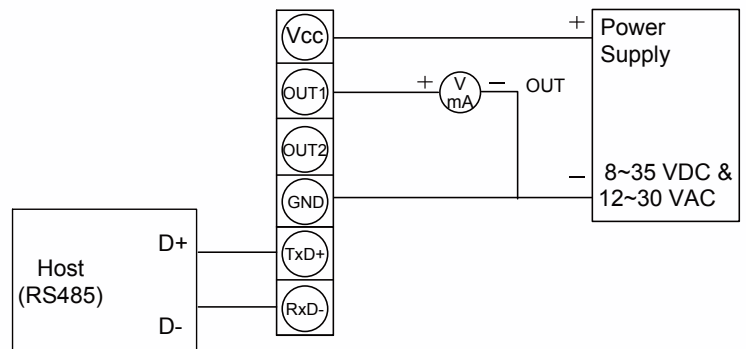 Vcc
+
Power
Supply
OUT1
+
V
mA
−
OUT
OUT2
GND
−
8~35 VDC &
12~30 VAC
Host
(RS485)
D+
TxD+
D-
RxD-